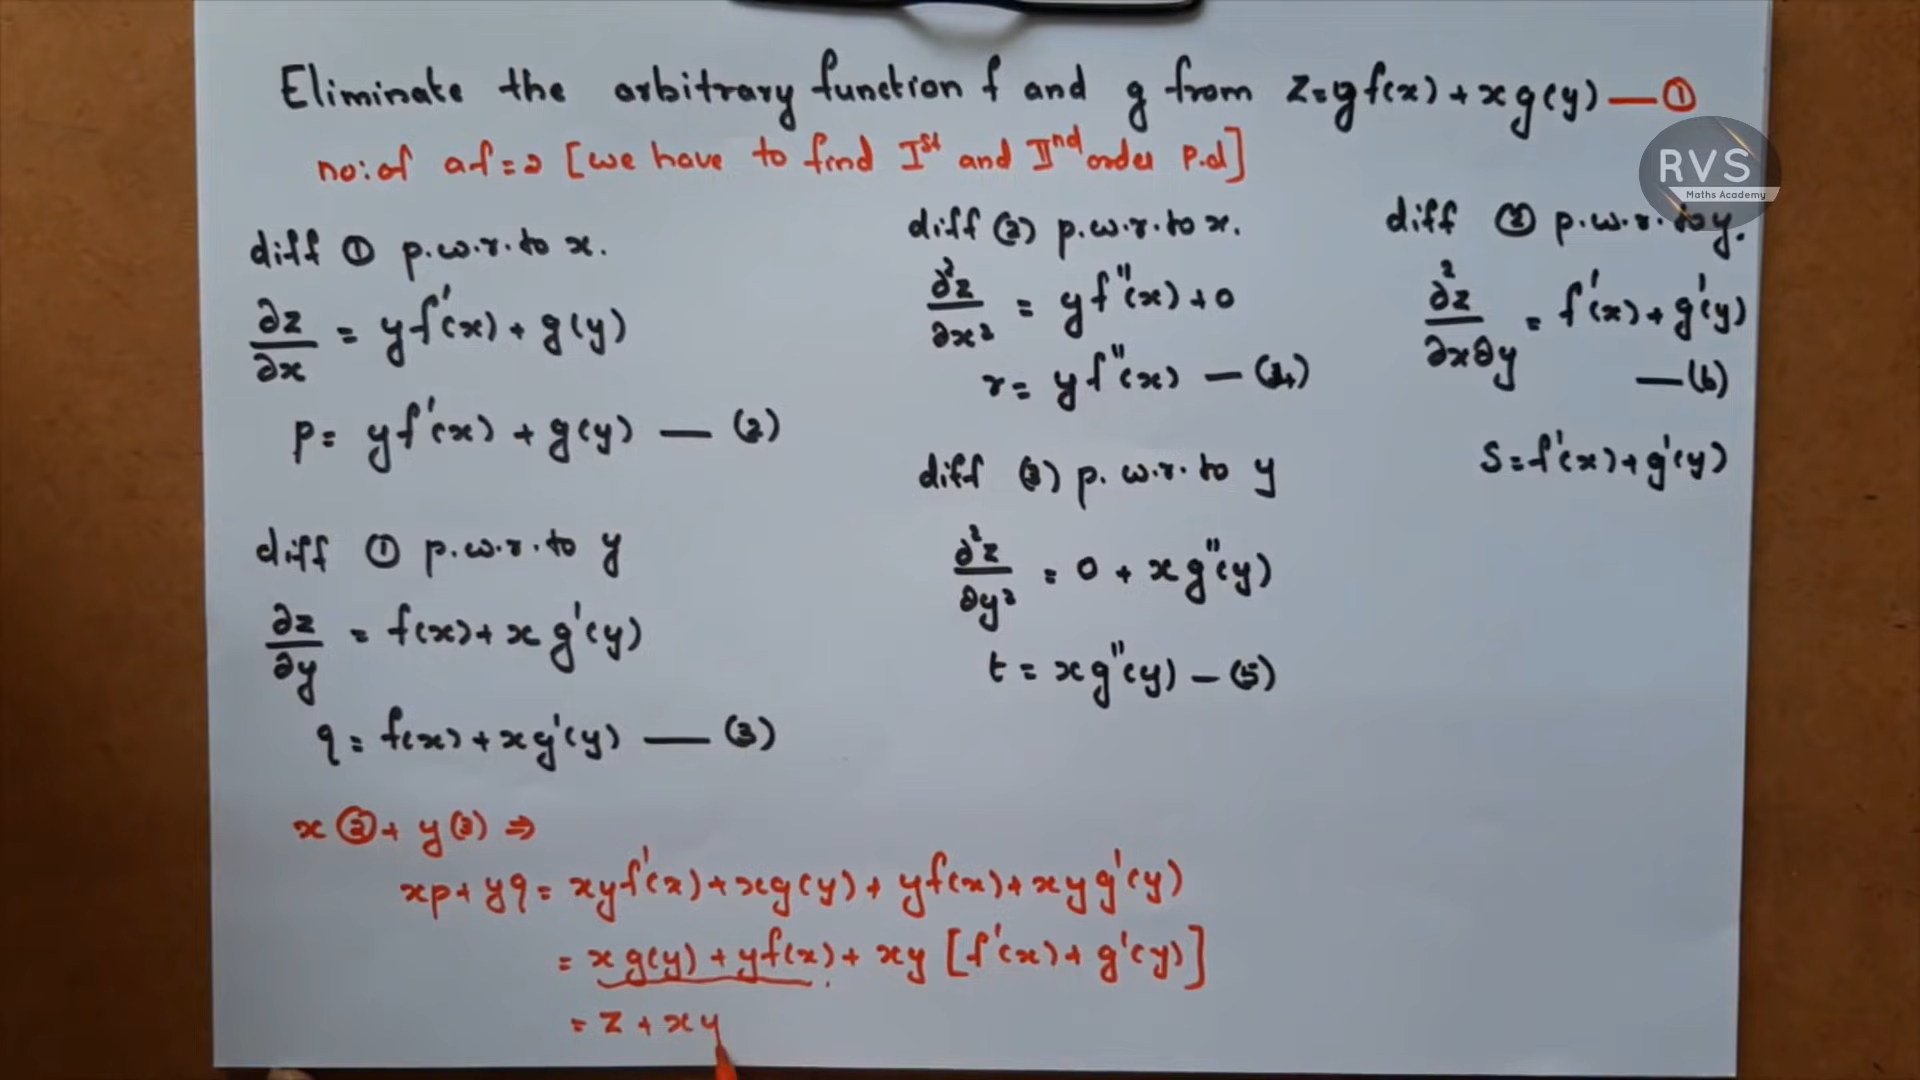 Eliminate the arbitrary function f and g from z=yf(x)+xg(y) — ①
no:of af=2 [we have to find Iˢᵗ and IIⁿᵈ order p.d]
RVS
Maths Academy
diff ① p.w.r.to x.
∂z/∂x = yf'(x)+g(y)
p= yf'(x)+g(y) — (2)
diff ① p.w.r.to y
∂z/∂y = f(x)+xg'(y)
q= f(x)+xg'(y) — (3)
diff (2) p.w.r.to x.
∂²z/∂x² = yf''(x)+0
r= yf''(x) — (4)
diff (3) p.w.r.to y
∂²z/∂y² = 0+xg''(y)
t= xg''(y) — (5)
diff ② p.w.r.to y.
∂²z/∂x∂y = f'(x)+g'(y)
— (6)
s=f'(x)+g'(y)
x②+y(3) ⇒
xp+yq= xyf'(x)+xg(y)+yf(x)+xyg'(y)
= xg(y)+yf(x)+xy[f'(x)+g'(y)]
= z+xy